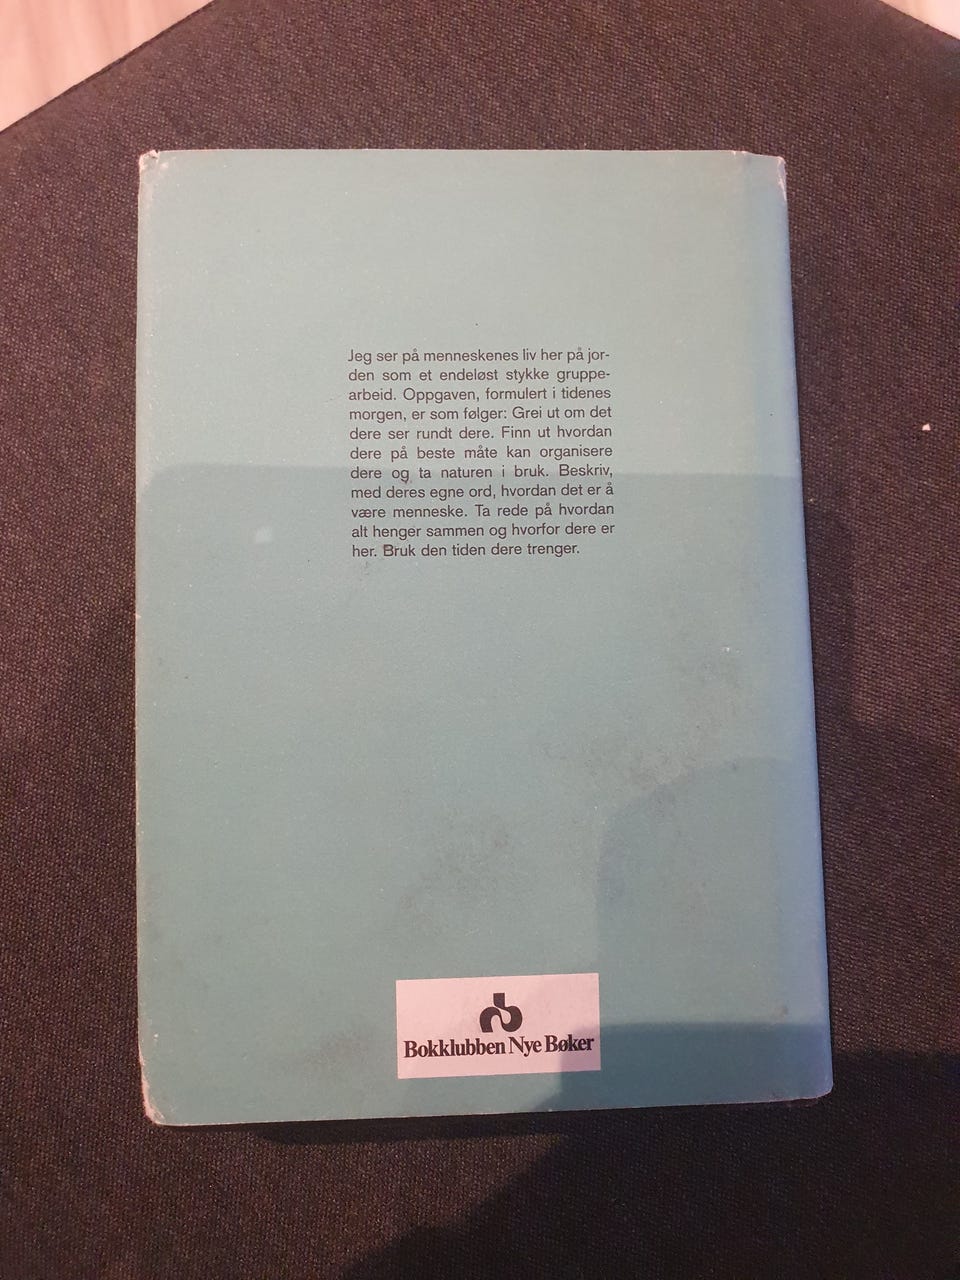 Jeg ser på menneskenes liv her på jor-
den som et endeløst stykke gruppe-
arbeid. Oppgaven, formulert i tidenes
morgen, er som følger: Grei ut om det
dere ser rundt dere. Finn ut hvordan
dere på beste måte kan organisere
dere og ta naturen i bruk. Beskriv,
med deres egne ord, hvordan det er å
være menneske. Ta rede på hvordan
alt henger sammen og hvorfor dere er
her. Bruk den tiden dere trenger.
Bokklubben Nye Bøker